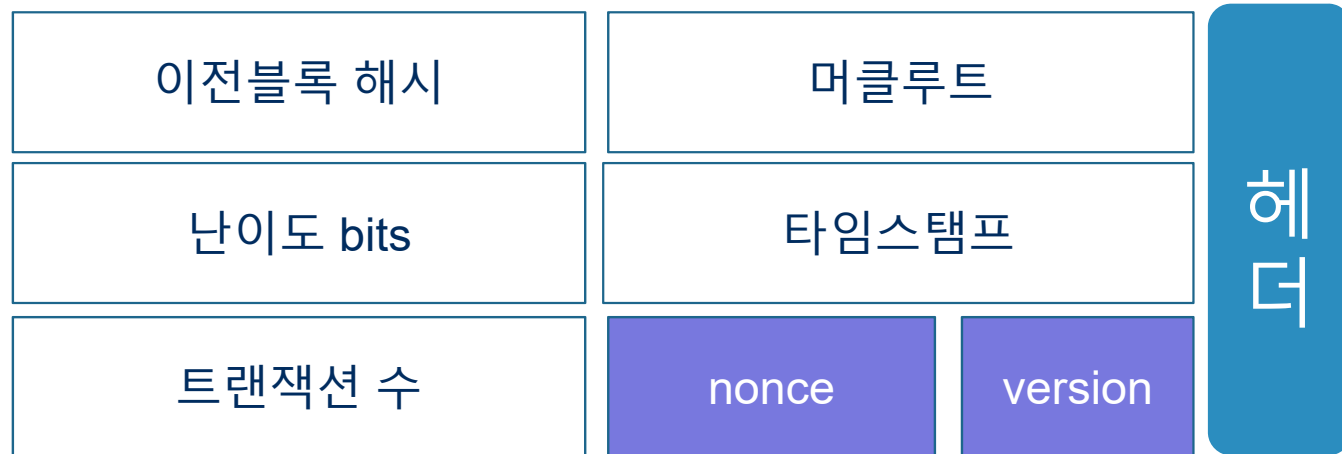 이전블록 해시
머클루트
난이도 bits
타임스탬프
트랜잭션 수
nonce
version
헤더